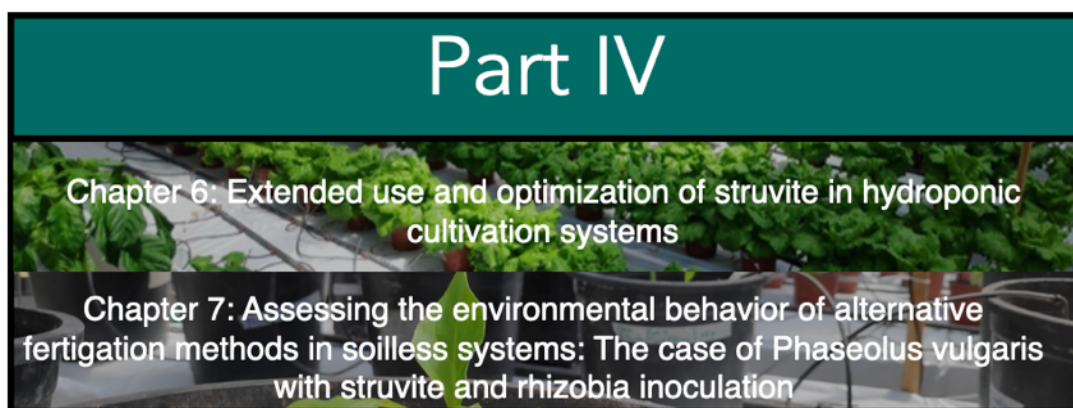 Part IV
Chapter 6: Extended use and optimization of struvite in hydroponic
cultivation systems
Chapter 7: Assessing the environmental behavior of alternative
fertigation methods in soilless systems: The case of Phaseolus vulgaris
with struvite and rhizobia inoculation